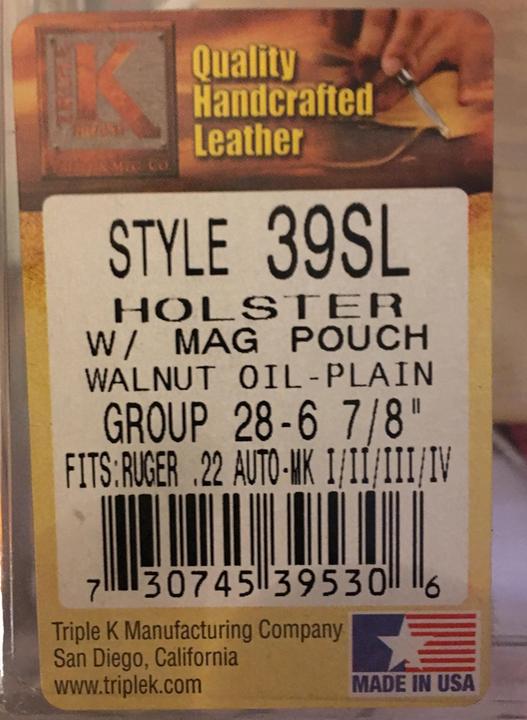 TRIPLE
K
BRAND
Quality
Handcrafted
Leather
STYLE 39SL
HOLSTER
W/ MAG POUCH
WALNUT OIL-PLAIN
GROUP 28-6 7/8"
FITS:RUGER .22 AUTO-MK I/II/III/IV
7 30745 39530 6
Triple K Manufacturing Company
San Diego, California
www.triplek.com
MADE IN USA